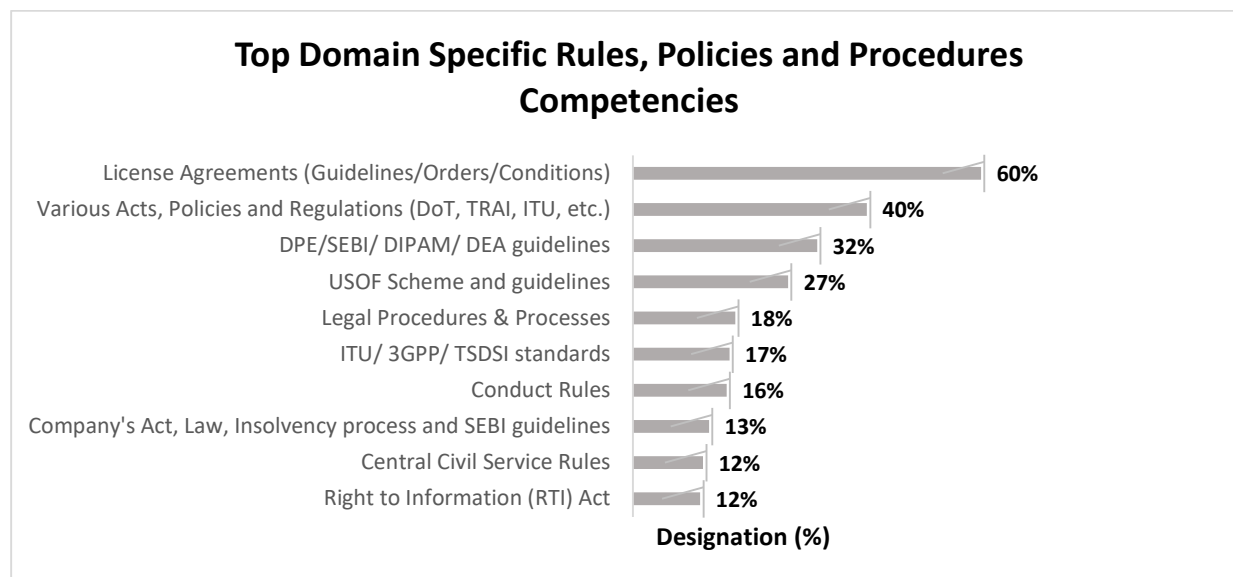 Top Domain Specific Rules, Policies and Procedures
Competencies
License Agreements (Guidelines/Orders/Conditions) 60%
Various Acts, Policies and Regulations (DoT, TRAI, ITU, etc.) 40%
DPE/SEBI/ DIPAM/ DEA guidelines 32%
USOF Scheme and guidelines 27%
Legal Procedures & Processes 18%
ITU/ 3GPP/ TSDSI standards 17%
Conduct Rules 16%
Company's Act, Law, Insolvency process and SEBI guidelines 13%
Central Civil Service Rules 12%
Right to Information (RTI) Act 12%
Designation (%)